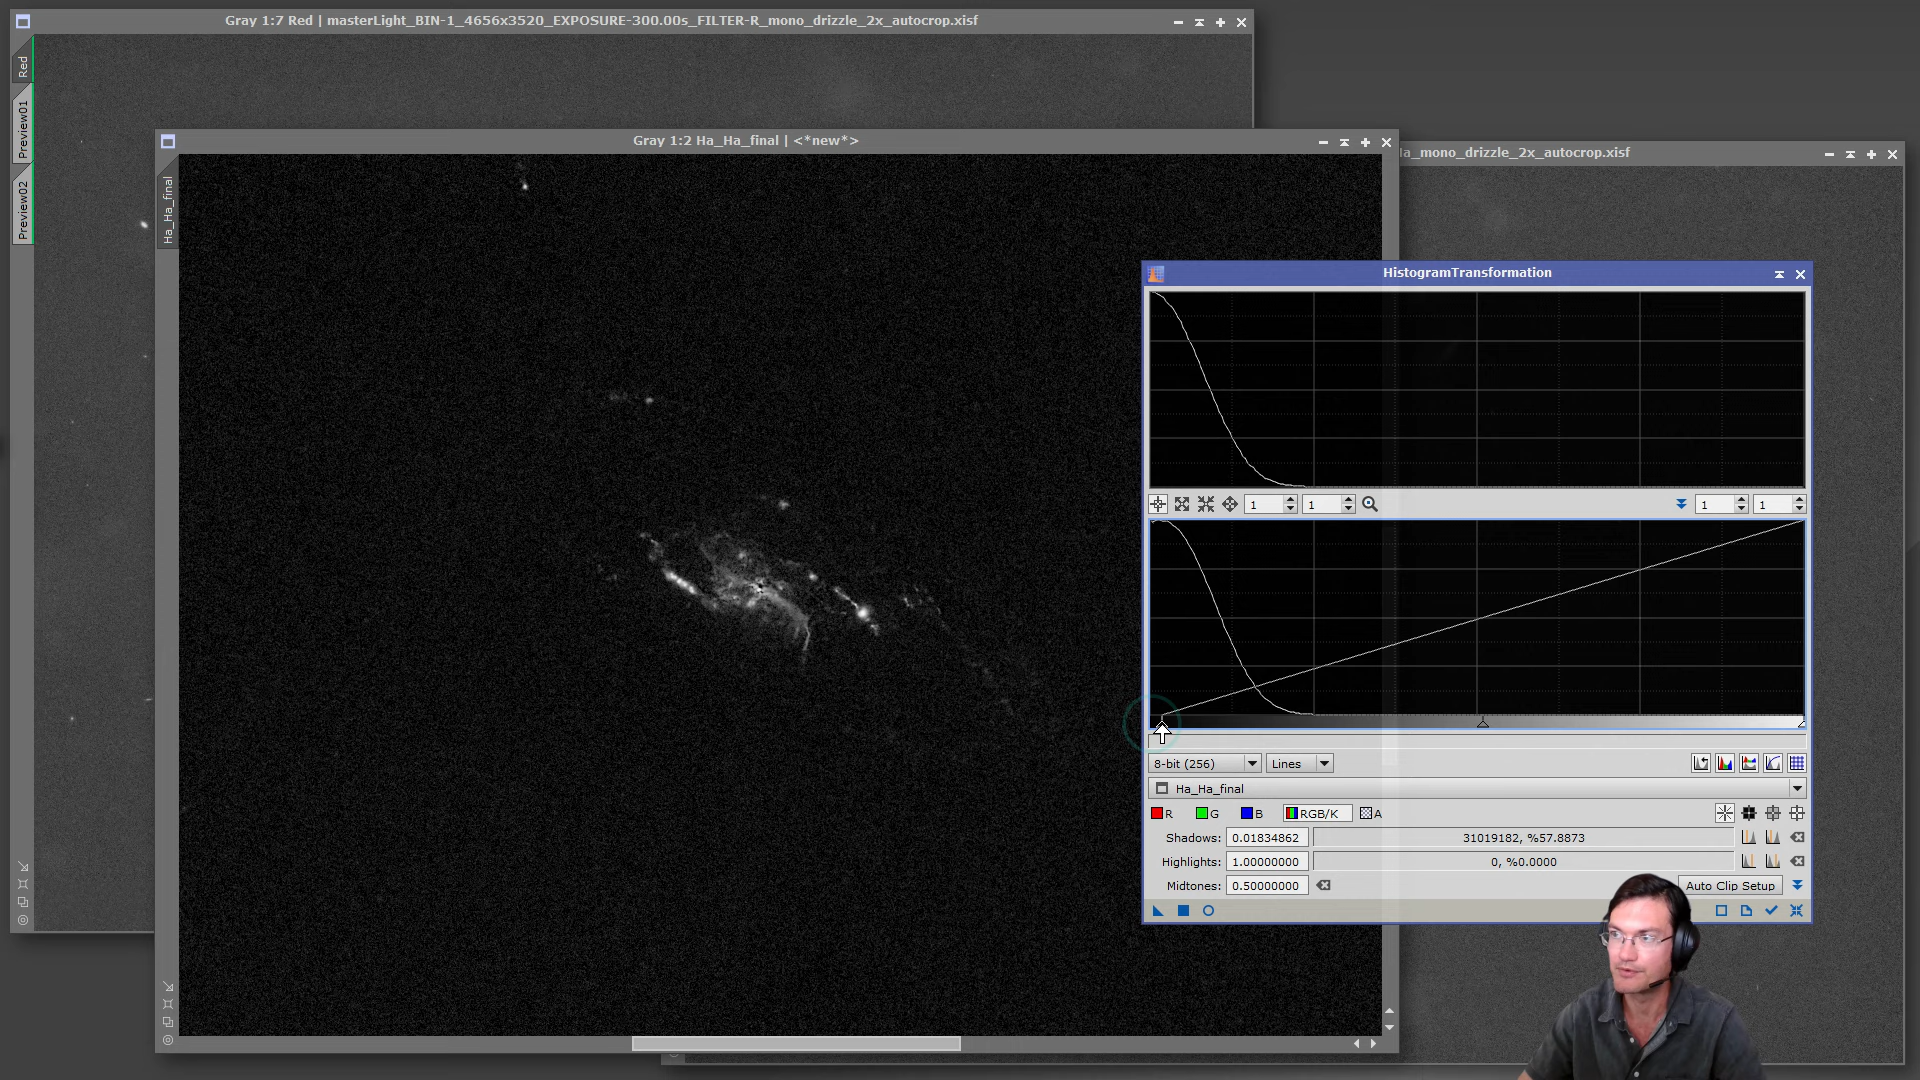 Gray 1:7 Red | masterLight_BIN-1_4656x3520_EXPOSURE-300.00s_FILTER-R_mono_drizzle_2x_autocrop.xisf
Red
Preview01
Preview02
Gray 1:2 Ha_Ha_final | <*new*>
Ha_Ha_final
a_mono_drizzle_2x_autocrop.xisf
HistogramTransformation
1
1
1
1
8-bit (256)
Lines
Ha_Ha_final
R
G
B
RGB/K
A
Shadows: 0.01834862 31019182, %57.8873
Highlights: 1.00000000 0, %0.0000
Midtones: 0.50000000
Auto Clip Setup